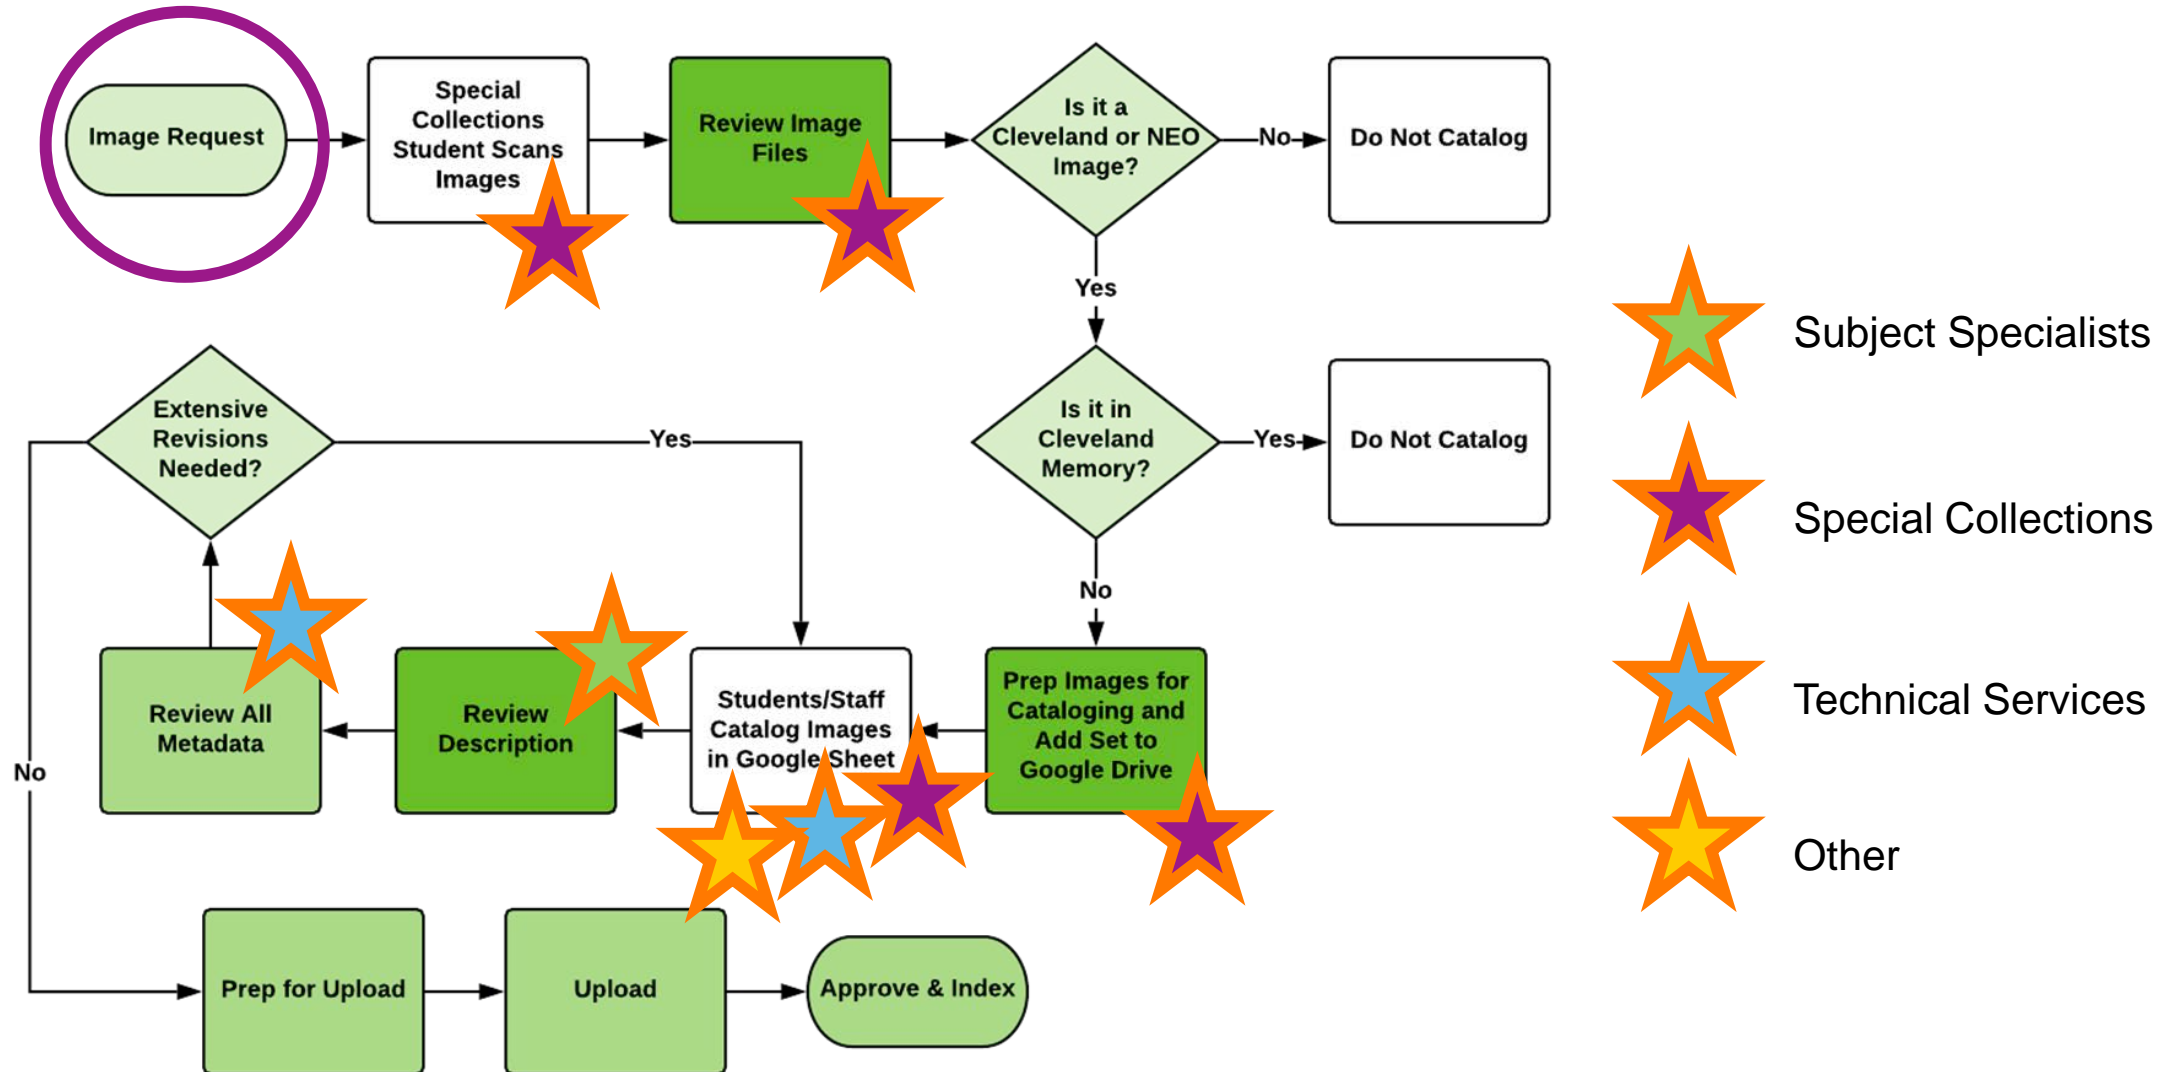 Image Request
Special
Collections
Student Scans
Images
Review Image
Files
Is it a
Cleveland or NEO
Image?
No
Do Not Catalog
Yes
Is it in
Cleveland
Memory?
Yes
Do Not Catalog
No
Prep Images for
Cataloging and
Add Set to
Google Drive
Students/Staff
Catalog Images
in Google Sheet
Review
Description
Review All
Metadata
Extensive
Revisions
Needed?
Yes
No
Prep for Upload
Upload
Approve & Index
Subject Specialists
Special Collections
Technical Services
Other